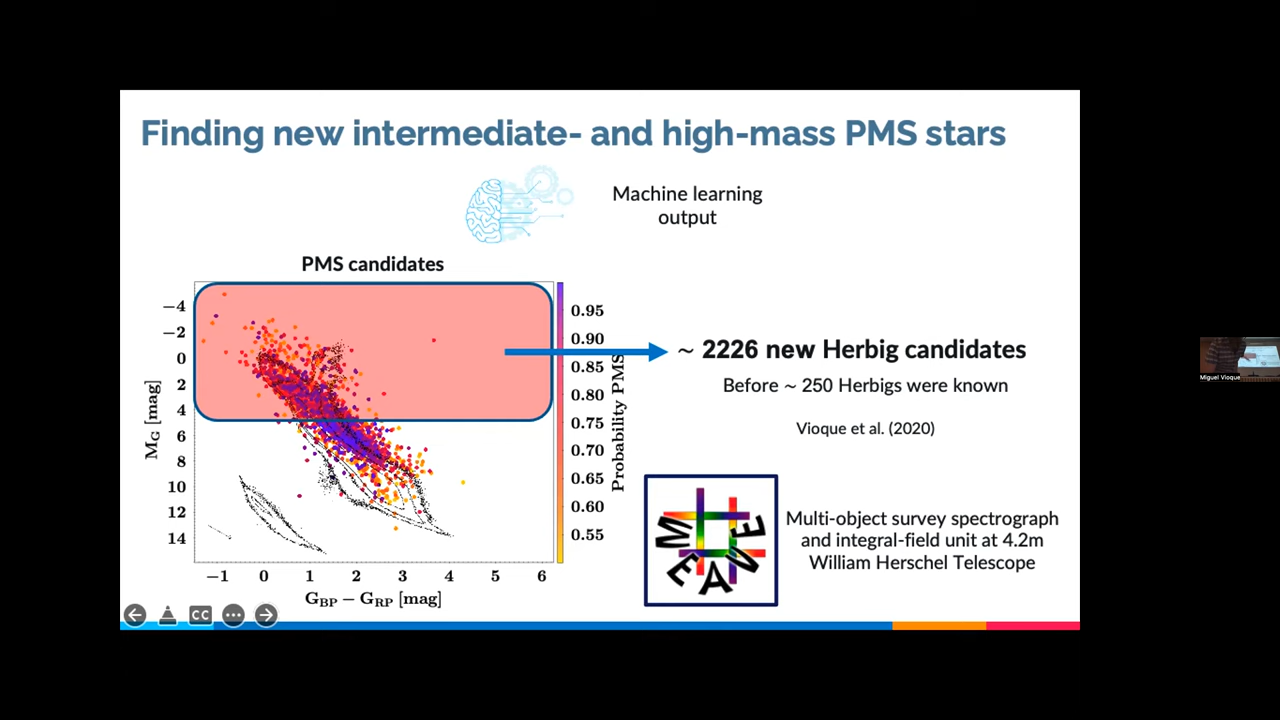 Finding new intermediate- and high-mass PMS stars
Machine learning
output
PMS candidates
−4
−2
0
2
4
6
8
10
12
14
M_G [mag]
−1
0
1
2
3
4
5
6
G_BP − G_RP [mag]
0.95
0.90
0.85
0.80
0.75
0.70
0.65
0.60
0.55
Probability PMS
~ 2226 new Herbig candidates
Before ~ 250 Herbigs were known
Vioque et al. (2020)
WEAVE
Multi-object survey spectrograph
and integral-field unit at 4.2m
William Herschel Telescope
CC
Miguel Vioque